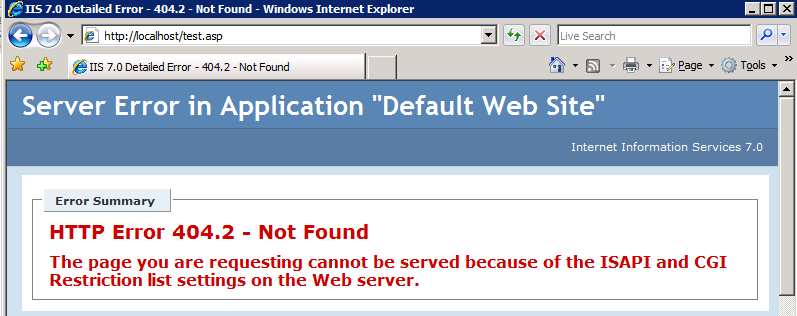 IIS 7.0 Detailed Error - 404.2 - Not Found - Windows Internet Explorer
http://localhost/test.asp
Live Search
IIS 7.0 Detailed Error - 404.2 - Not Found
Page
Tools
Server Error in Application "Default Web Site"
Internet Information Services 7.0
Error Summary
HTTP Error 404.2 - Not Found
The page you are requesting cannot be served because of the ISAPI and CGI
Restriction list settings on the Web server.